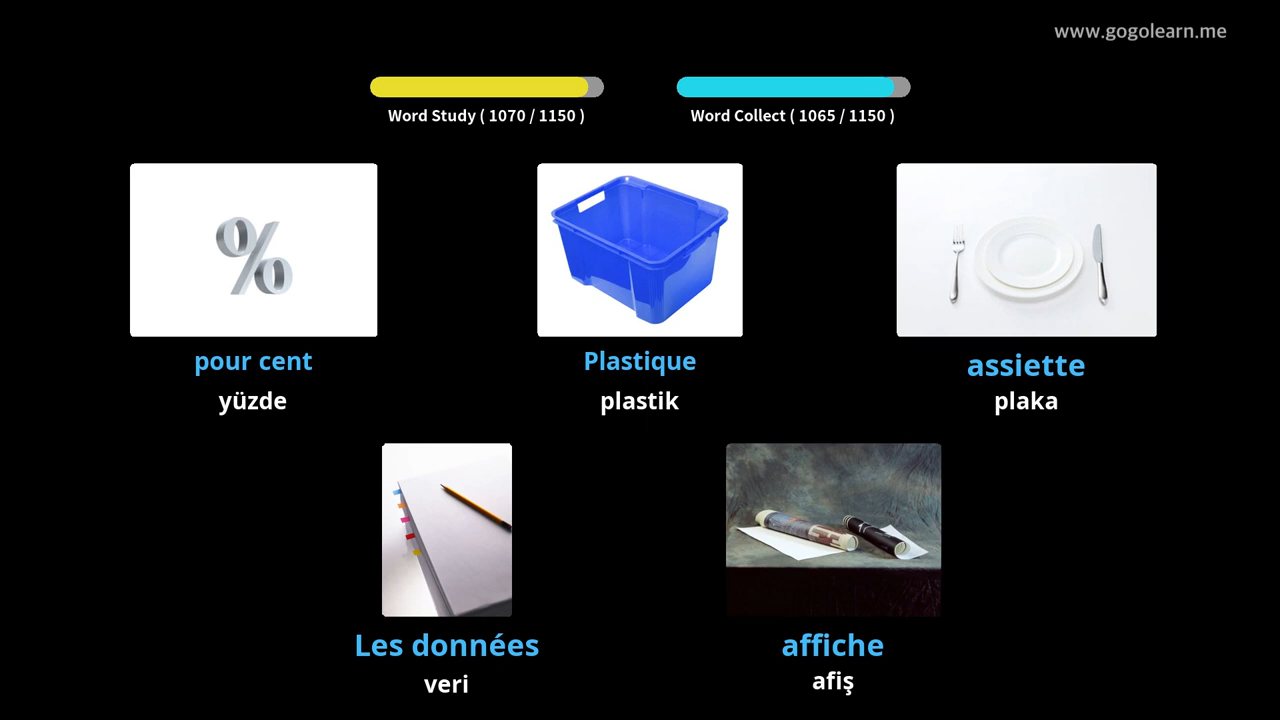 www.gogolearn.me
Word Study ( 1070 / 1150 )
Word Collect ( 1065 / 1150 )
%
pour cent
Plastique
assiette
yüzde
plastik
plaka
Les données
affiche
veri
afiş